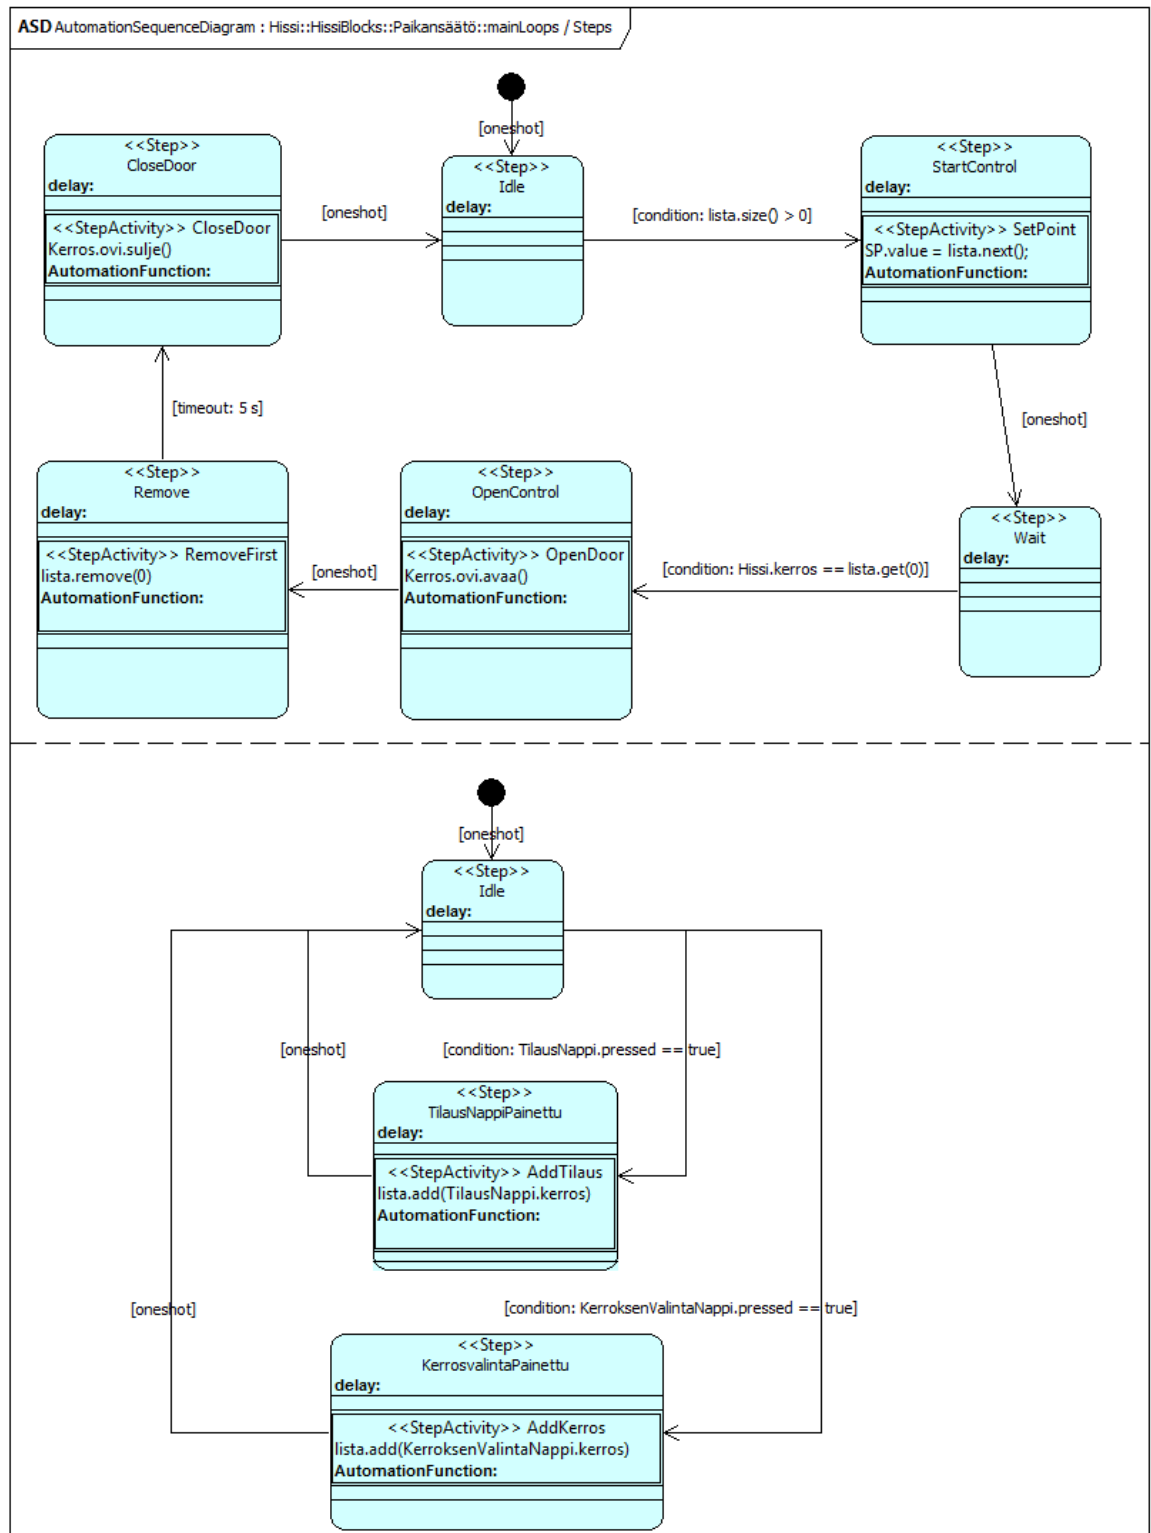 ASD AutomationSequenceDiagram : Hissi::HissiBlocks::Paikansäätö::mainLoops / Steps
[oneshot]
<<Step>>
CloseDoor
delay:
<<StepActivity>> CloseDoor
Kerros.ovi.sulje()
AutomationFunction:
[oneshot]
<<Step>>
Idle
delay:
[condition: lista.size() > 0]
<<Step>>
StartControl
delay:
<<StepActivity>> SetPoint
SP.value = lista.next();
AutomationFunction:
[timeout: 5 s]
[oneshot]
<<Step>>
Remove
delay:
<<StepActivity>> RemoveFirst
lista.remove(0)
AutomationFunction:
[oneshot]
<<Step>>
OpenControl
delay:
<<StepActivity>> OpenDoor
Kerros.ovi.avaa()
AutomationFunction:
[condition: Hissi.kerros == lista.get(0)]
<<Step>>
Wait
delay:
[oneshot]
<<Step>>
Idle
delay:
[oneshot]
[condition: TilausNappi.pressed == true]
<<Step>>
TilausNappiPainettu
delay:
<<StepActivity>> AddTilaus
lista.add(TilausNappi.kerros)
AutomationFunction:
[oneshot]
[condition: KerroksenValintaNappi.pressed == true]
<<Step>>
KerrosvalintaPainettu
delay:
<<StepActivity>> AddKerros
lista.add(KerroksenValintaNappi.kerros)
AutomationFunction: